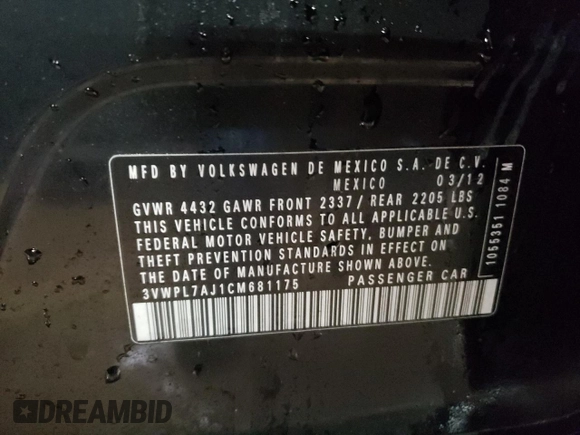 MFD BY VOLKSWAGEN DE MEXICO S.A. DE C.V.
MEXICO 03/12
GVWR 4432 GAWR FRONT 2337/ REAR 2205 LBS
THIS VEHICLE CONFORMS TO ALL APPLICABLE U.S.
FEDERAL MOTOR VEHICLE SAFETY, BUMPER AND
THEFT PREVENTION STANDARDS IN EFFECT ON
THE DATE OF MANUFACTURE SHOWN ABOVE.
3VWPL7AJ1CM681175 PASSENGER CAR
1055351 1084 M
DREAMBID